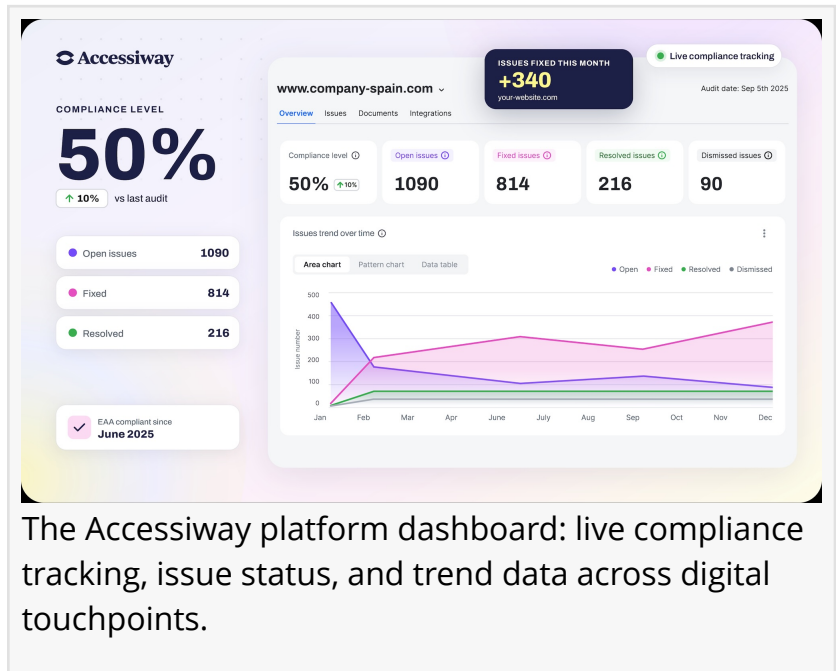 Accessiway
COMPLIANCE LEVEL
50%
10% vs last audit
Open issues 1090
Fixed 814
Resolved 216
EAA compliant since
June 2025
ISSUES FIXED THIS MONTH
+340
your-website.com
Live compliance tracking
www.company-spain.com
Audit date: Sep 5th 2025
Overview Issues Documents Integrations
Compliance level Open issues Fixed issues Resolved issues Dismissed issues
50% 10% 1090 814 216 90
Issues trend over time
Area chart Pattern chart Data table
Open Fixed Resolved Dismissed
Issue number
500
400
300
200
100
0
Jan Feb Mar Apr June July Aug Sep Oct Nov Dec
The Accessiway platform dashboard: live compliance
tracking, issue status, and trend data across digital
touchpoints.